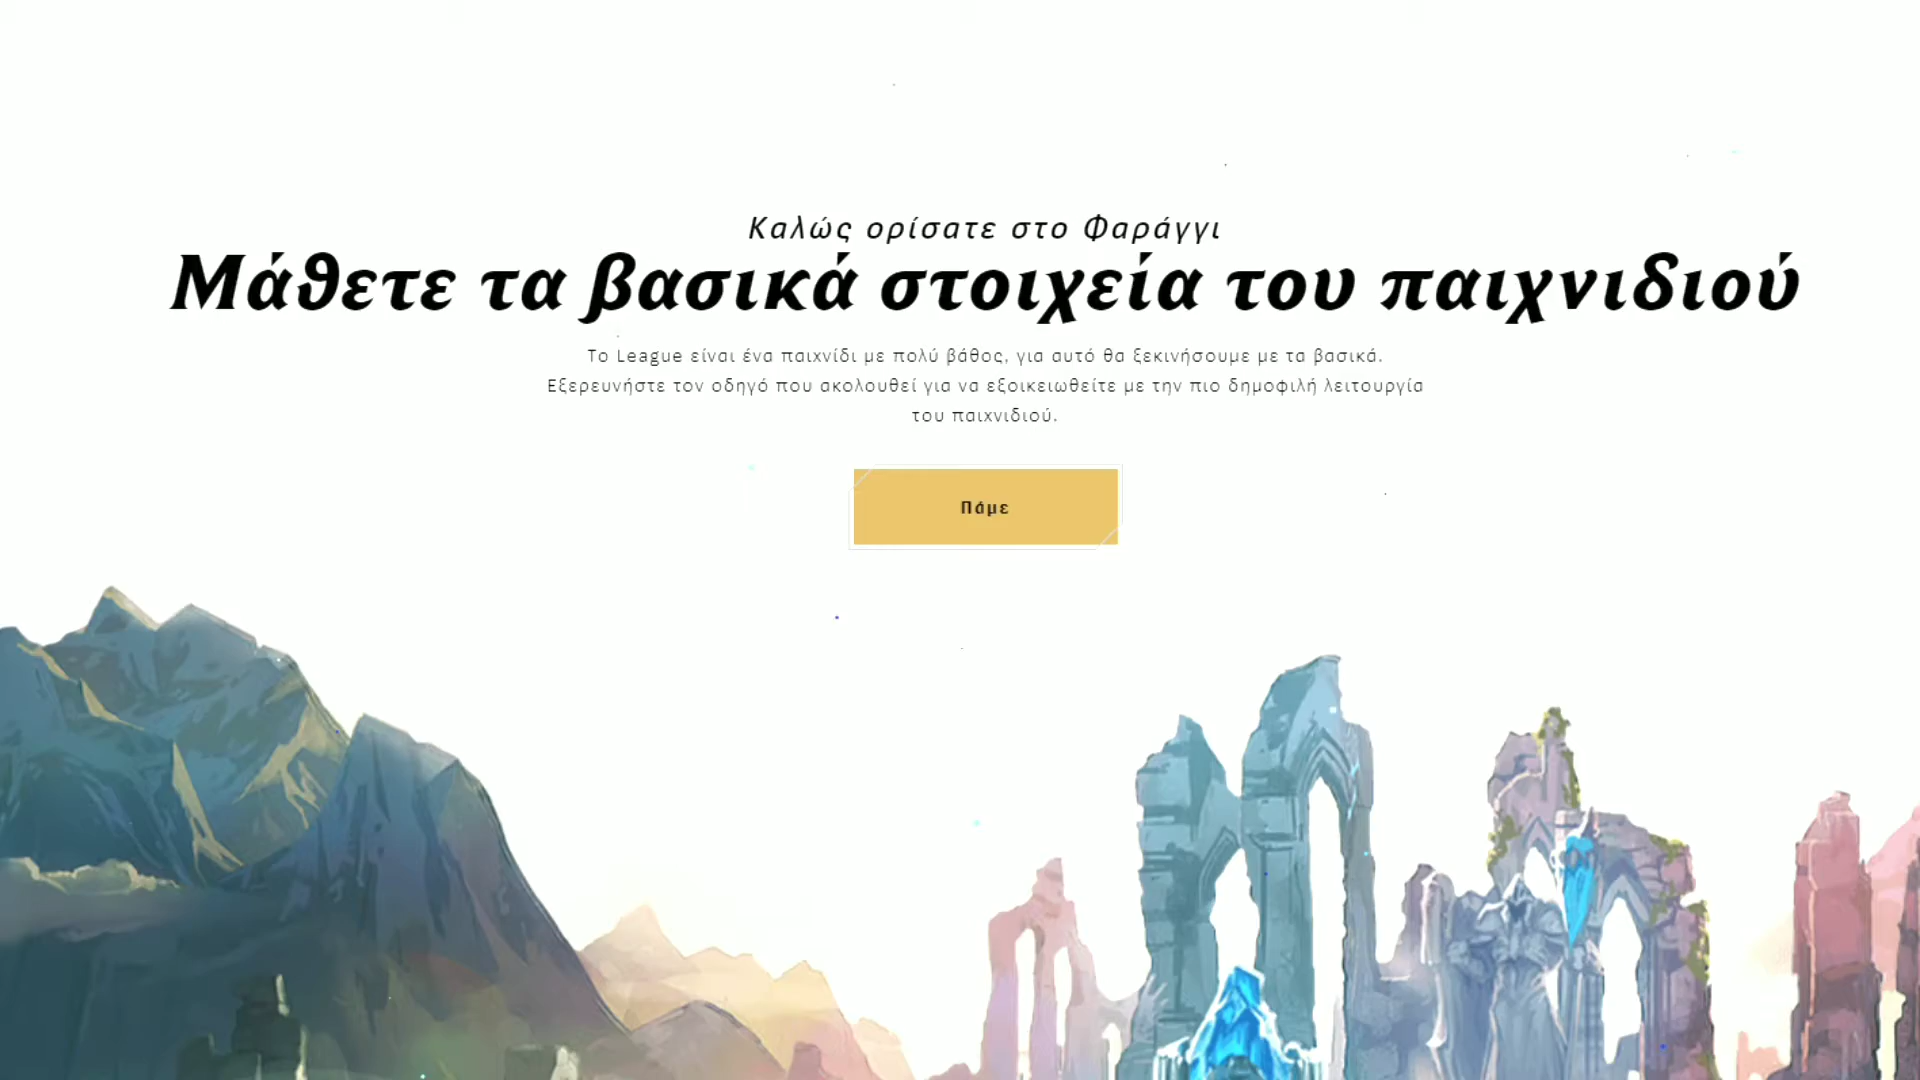 Καλώς ορίσατε στο Φαράγγι
Μάθετε τα βασικά στοιχεία του παιχνιδιού
Το League είναι ένα παιχνίδι με πολύ βάθος, για αυτό θα ξεκινήσουμε με τα βασικά.
Εξερευνήστε τον οδηγό που ακολουθεί για να εξοικειωθείτε με την πιο δημοφιλή λειτουργία
του παιχνιδιού.
Πάμε